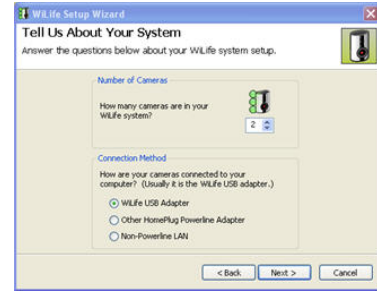 WiLife Setup Wizard
Tell Us About Your System
Answer the questions below about your WiLife system setup.
Number of Cameras
How many cameras are in your
WiLife system?
2
Connection Method
How are your cameras connected to your
computer? (Usually it is the WiLife USB adapter.)
WiLife USB Adapter
Other HomePlug Powerline Adapter
Non-Powerline LAN
< Back
Next >
Cancel